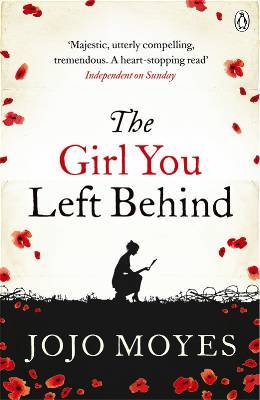 ‘Majestic, utterly compelling,
tremendous. A heart-stopping read’
Independent on Sunday
The
Girl You
Left Behind
JOJO MOYES